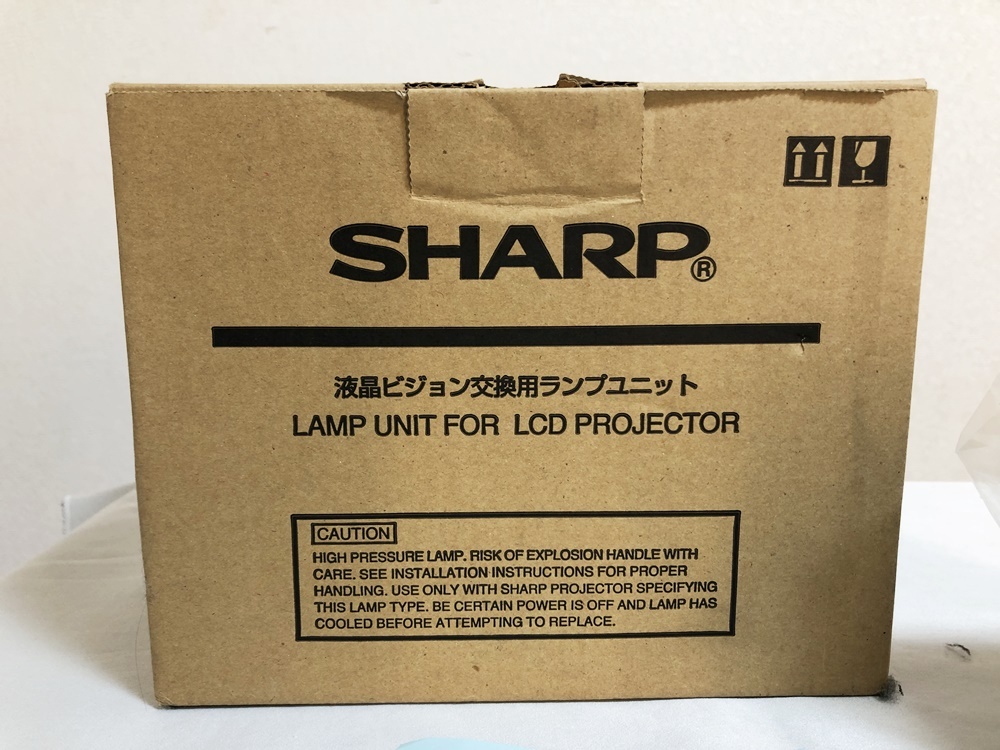 SHARP®
液晶ビジョン交換用ランプユニット
LAMP UNIT FOR LCD PROJECTOR
CAUTION
HIGH PRESSURE LAMP. RISK OF EXPLOSION HANDLE WITH
CARE. SEE INSTALLATION INSTRUCTIONS FOR PROPER
HANDLING. USE ONLY WITH SHARP PROJECTOR SPECIFYING
THIS LAMP TYPE. BE CERTAIN POWER IS OFF AND LAMP HAS
COOLED BEFORE ATTEMPTING TO REPLACE.